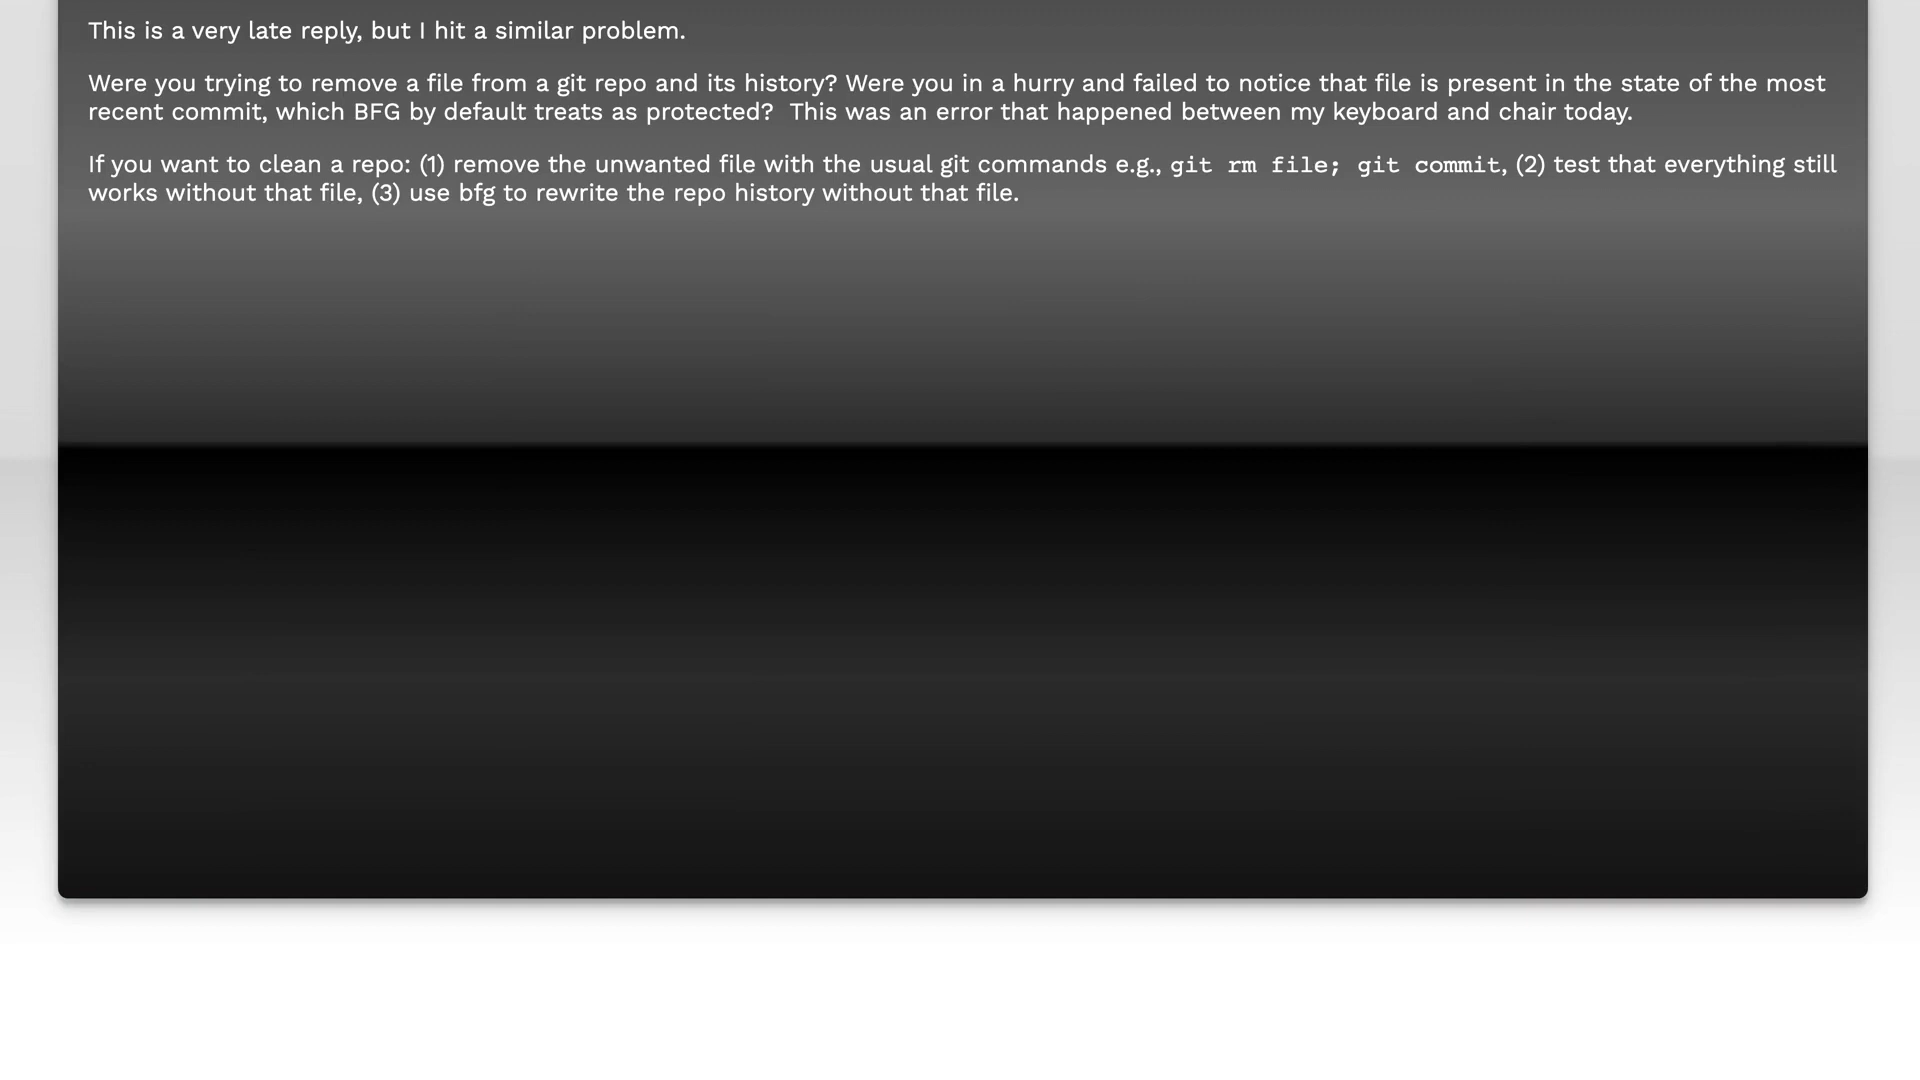 This is a very late reply, but I hit a similar problem.
Were you trying to remove a file from a git repo and its history? Were you in a hurry and failed to notice that file is present in the state of the most
recent commit, which BFG by default treats as protected?  This was an error that happened between my keyboard and chair today.
If you want to clean a repo: (1) remove the unwanted file with the usual git commands e.g., git rm file; git commit, (2) test that everything still
works without that file, (3) use bfg to rewrite the repo history without that file.